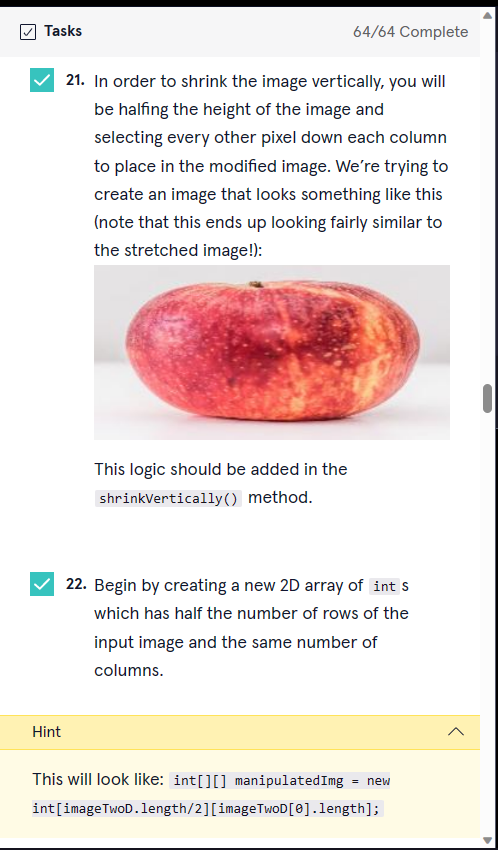 Tasks
64/64 Complete
21. In order to shrink the image vertically, you will
be halfing the height of the image and
selecting every other pixel down each column
to place in the modified image. We’re trying to
create an image that looks something like this
(note that this ends up looking fairly similar to
the stretched image!):
This logic should be added in the
shrinkVertically() method.
22. Begin by creating a new 2D array of int s
which has half the number of rows of the
input image and the same number of
columns.
Hint
This will look like: int[][] manipulatedImg = new
int[imageTwoD.length/2][imageTwoD[0].length];